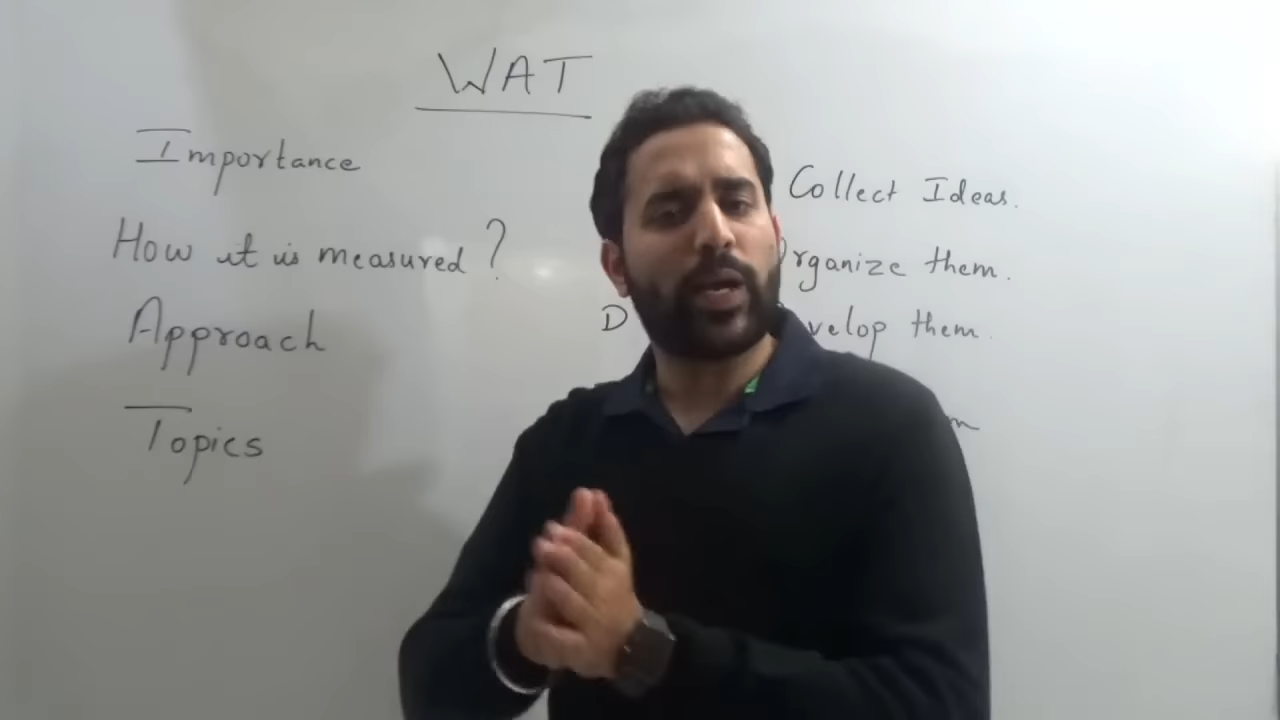 WAT
Importance
How it is measured?
Approach
Topics
Collect Ideas.
rganize them.
D velop them.